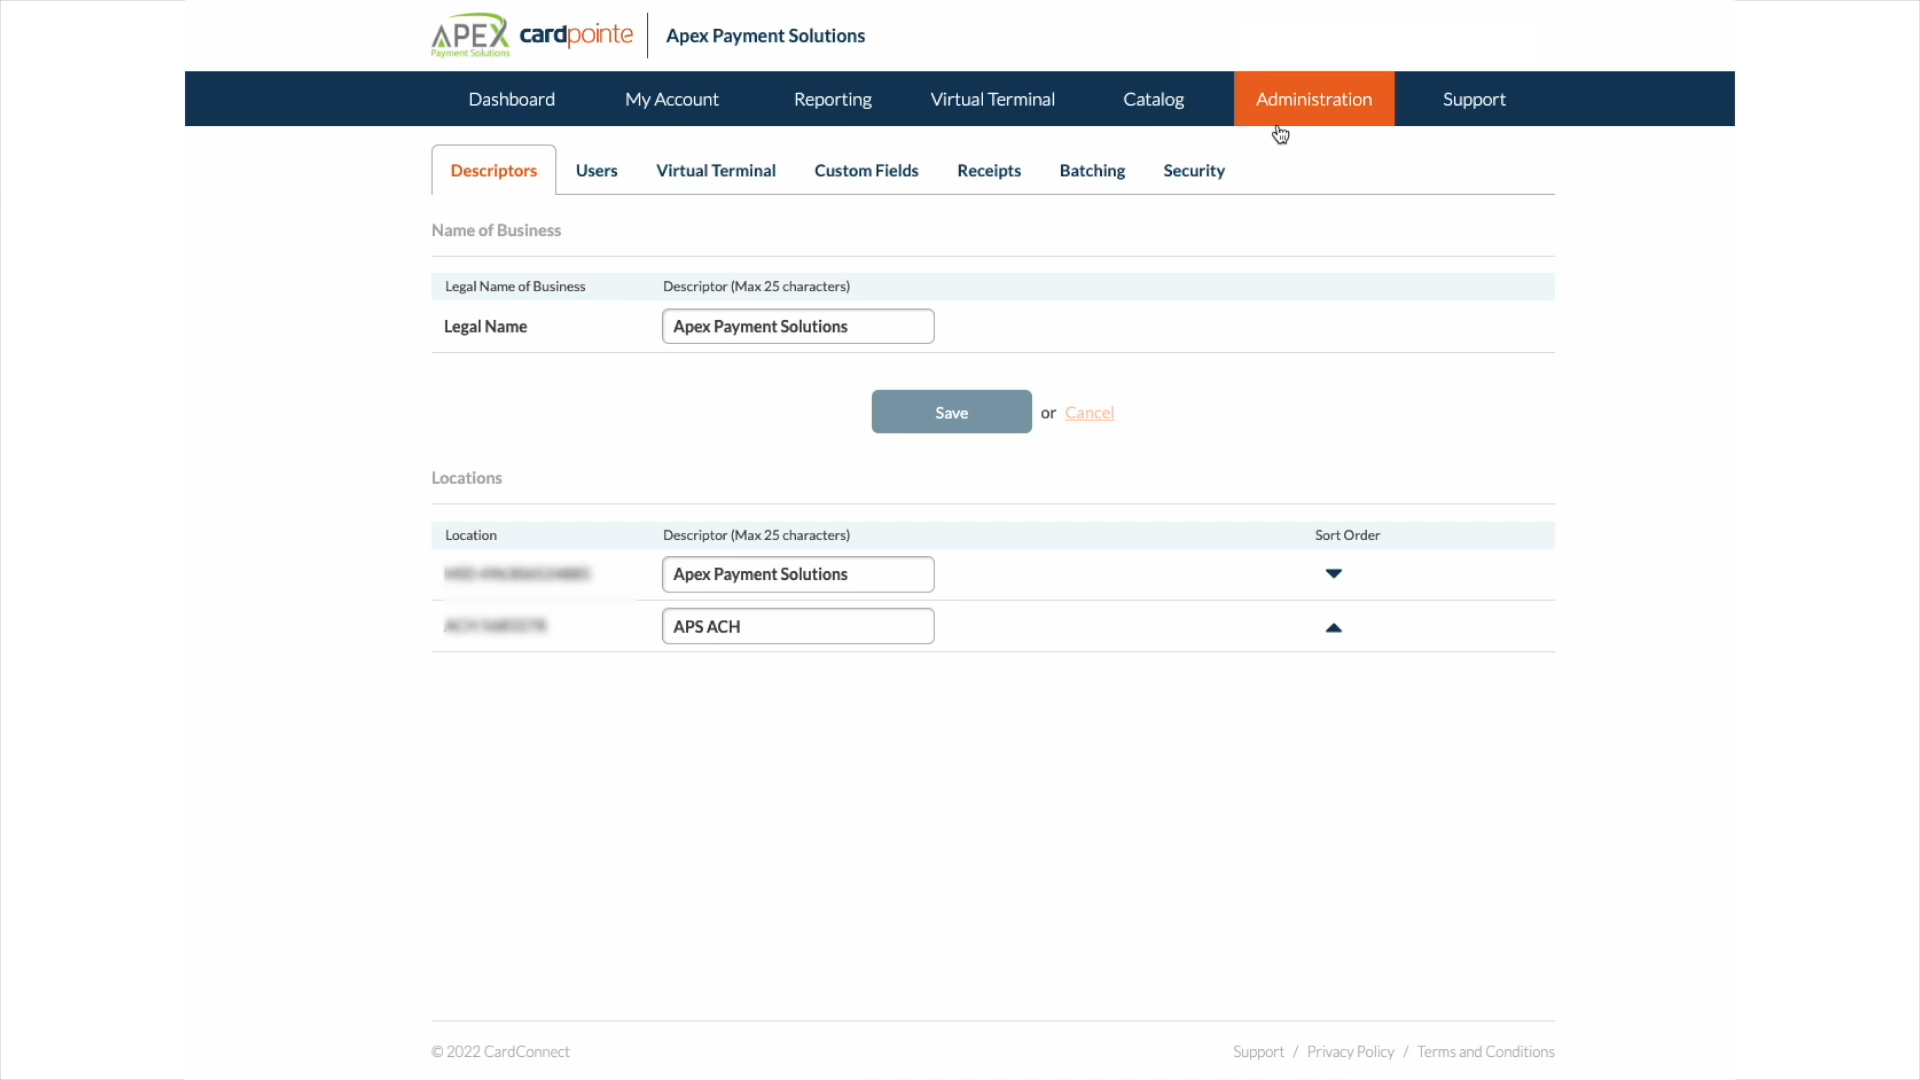 APEX
Payment Solutions
cardpointe
Apex Payment Solutions
Dashboard My Account Reporting Virtual Terminal Catalog Administration Support
Descriptors Users Virtual Terminal Custom Fields Receipts Batching Security
Name of Business
Legal Name of Business Descriptor (Max 25 characters)
Legal Name Apex Payment Solutions
Save or Cancel
Locations
Location Descriptor (Max 25 characters) Sort Order
Apex Payment Solutions
APS ACH
© 2022 CardConnect Support / Privacy Policy / Terms and Conditions